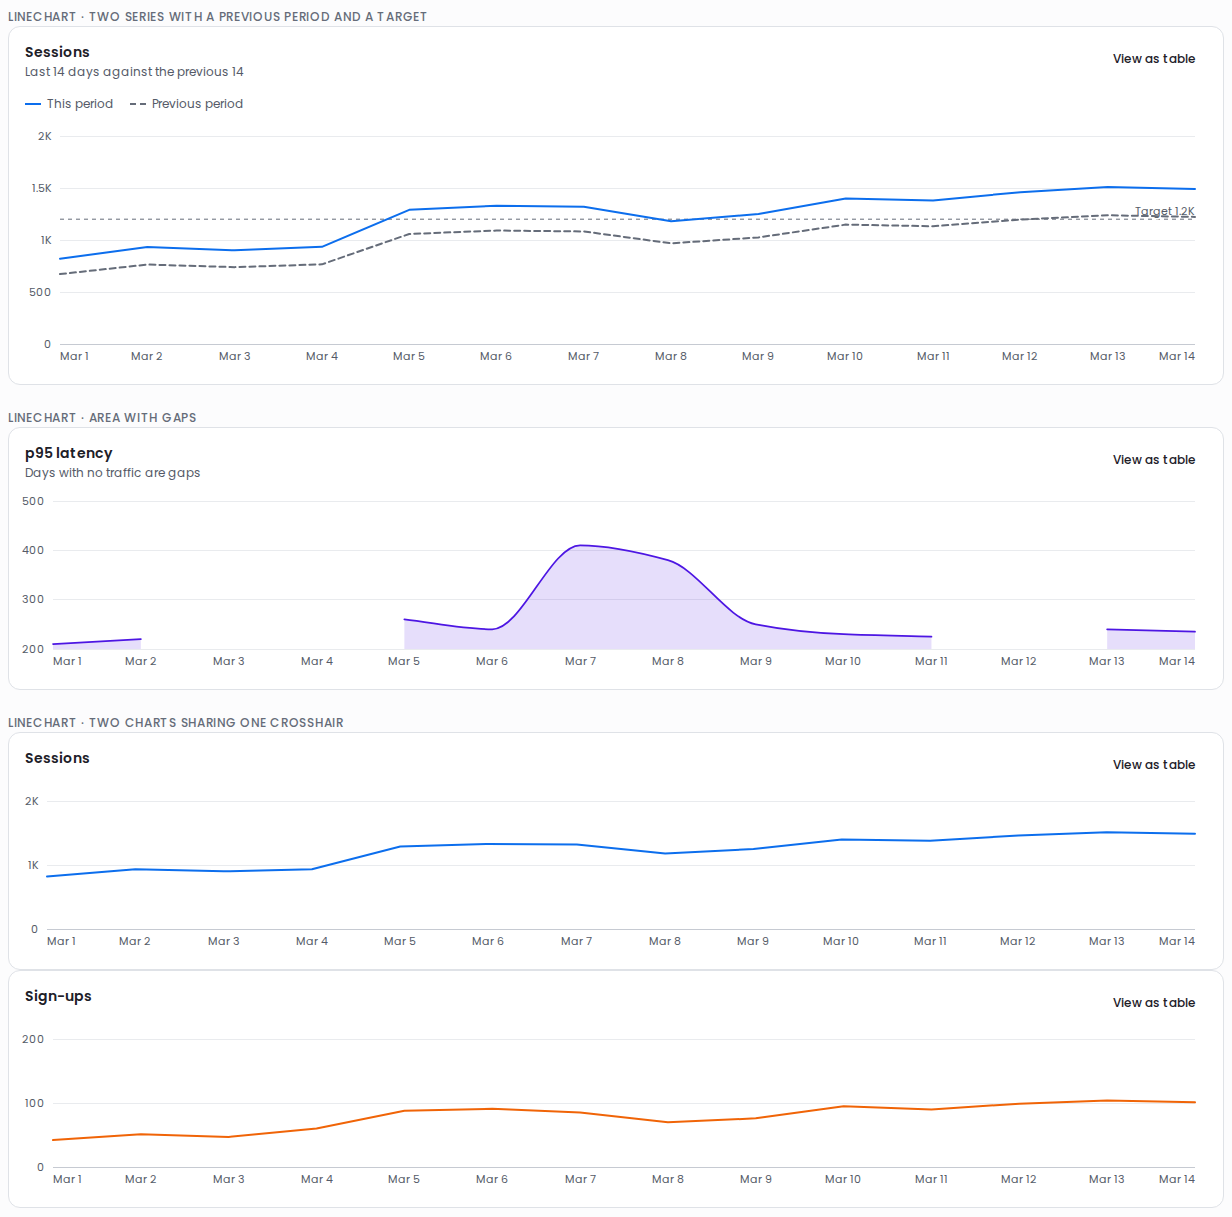 LINECHART · TWO SERIES WITH A PREVIOUS PERIOD AND A TARGET
Sessions
Last 14 days against the previous 14
View as table
This period
Previous period
2K
1.5K
Target 1.2K
1K
500
0
Mar 1 Mar 2 Mar 3 Mar 4 Mar 5 Mar 6 Mar 7 Mar 8 Mar 9 Mar 10 Mar 11 Mar 12 Mar 13 Mar 14
LINECHART · AREA WITH GAPS
p95 latency
Days with no traffic are gaps
View as table
500
400
300
200
Mar 1 Mar 2 Mar 3 Mar 4 Mar 5 Mar 6 Mar 7 Mar 8 Mar 9 Mar 10 Mar 11 Mar 12 Mar 13 Mar 14
LINECHART · TWO CHARTS SHARING ONE CROSSHAIR
Sessions
View as table
2K
1K
0
Mar 1 Mar 2 Mar 3 Mar 4 Mar 5 Mar 6 Mar 7 Mar 8 Mar 9 Mar 10 Mar 11 Mar 12 Mar 13 Mar 14
Sign-ups
View as table
200
100
0
Mar 1 Mar 2 Mar 3 Mar 4 Mar 5 Mar 6 Mar 7 Mar 8 Mar 9 Mar 10 Mar 11 Mar 12 Mar 13 Mar 14